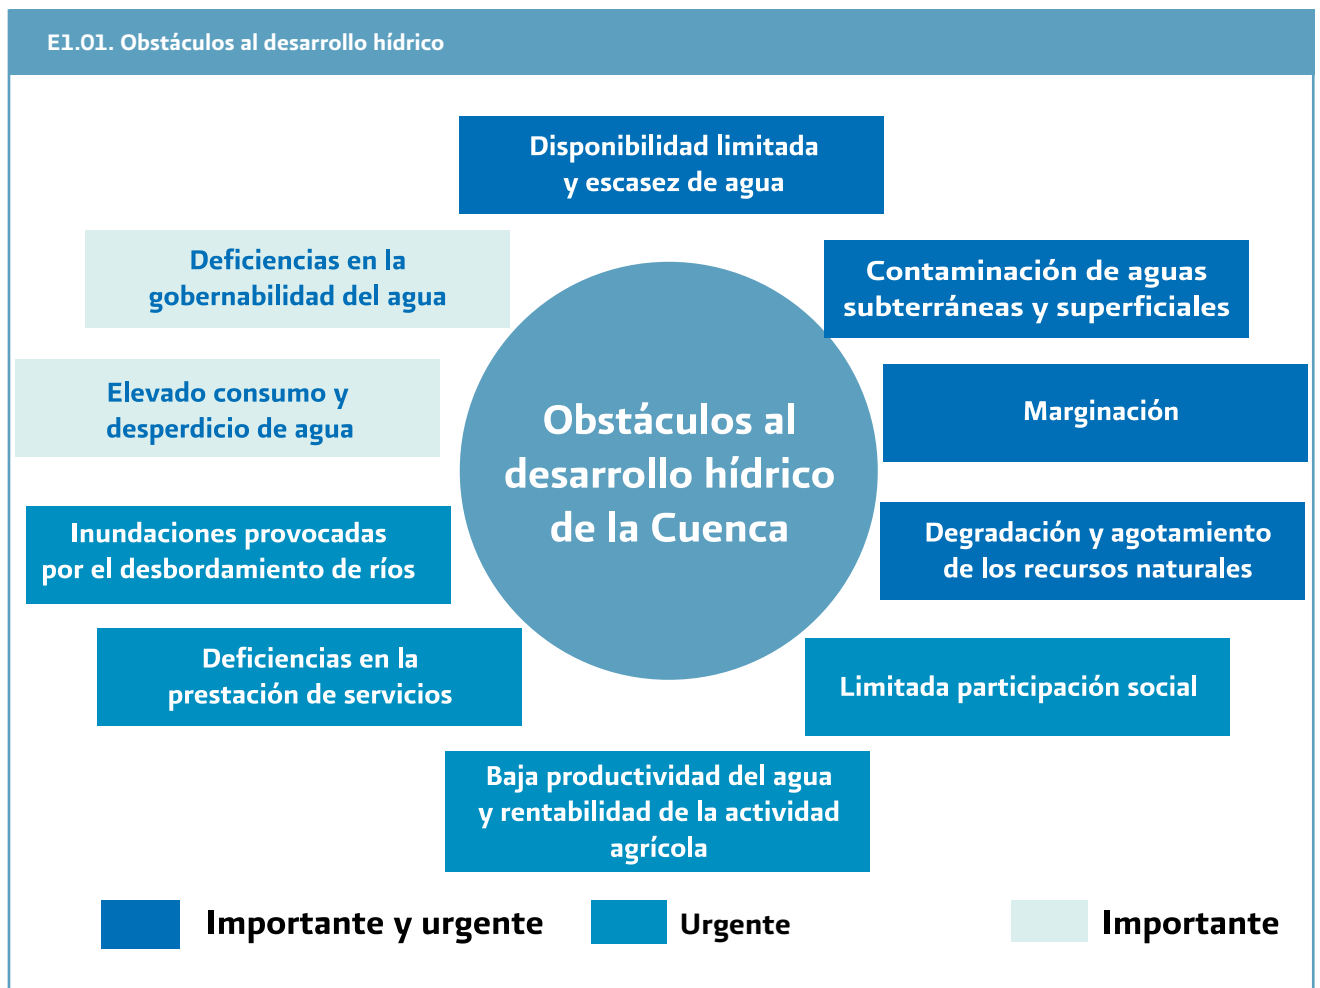 E1.01. Obstáculos al desarrollo hídrico
Disponibilidad limitada
y escasez de agua
Deficiencias en la
gobernabilidad del agua
Contaminación de aguas
subterráneas y superficiales
Elevado consumo y
desperdicio de agua
Marginación
Obstáculos al
desarrollo hídrico
de la Cuenca
Inundaciones provocadas
por el desbordamiento de ríos
Degradación y agotamiento
de los recursos naturales
Deficiencias en la
prestación de servicios
Limitada participación social
Baja productividad del agua
y rentabilidad de la actividad
agrícola
Importante y urgente
Urgente
Importante